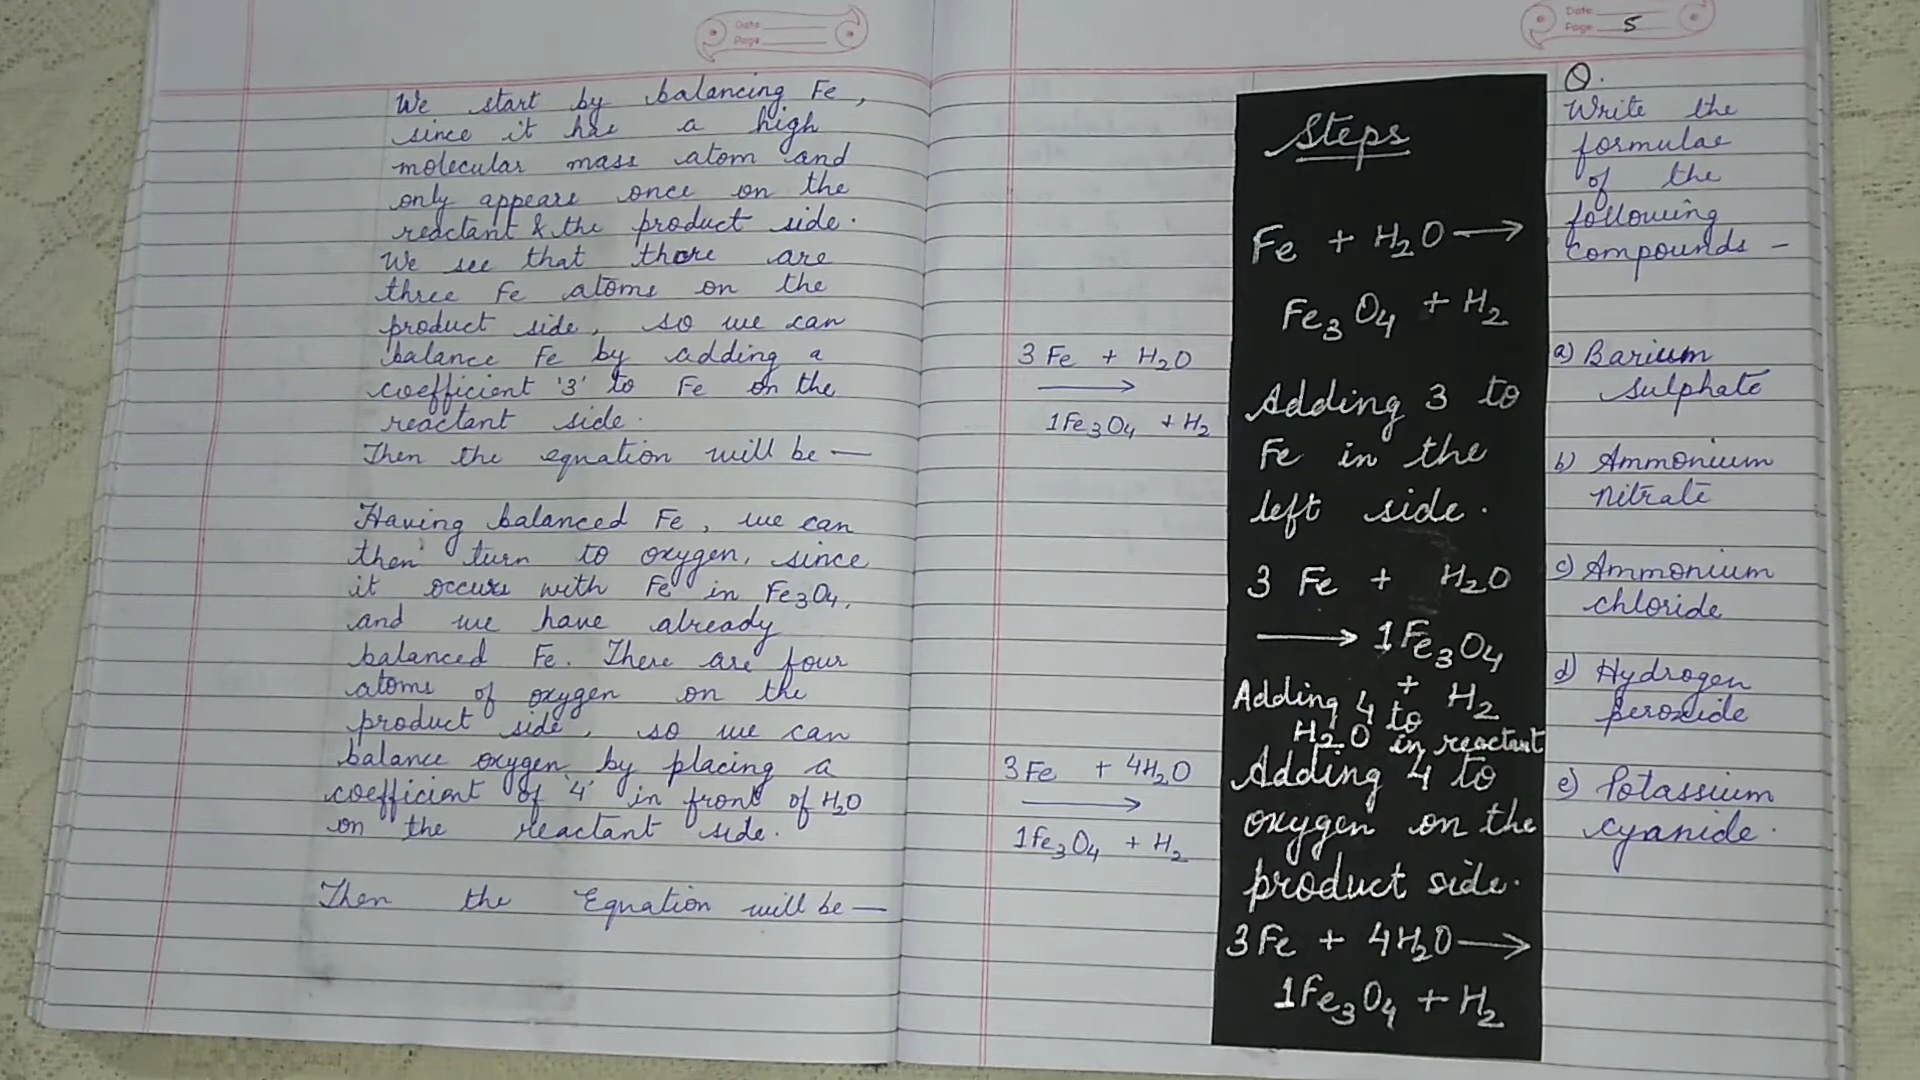 Date
Page
We start by balancing Fe,
since it has a high
molecular mass atom and
only appears once on the
reactant & the product side.
We see that there are
three Fe atoms on the
product side, so we can
balance Fe by adding a
coefficient '3' to Fe on the
reactant side.
Then the equation will be —
Having balanced Fe, we can
then turn to oxygen, since
it occurs with Fe in Fe₃O₄,
and we have already
balanced Fe. There are four
atoms of oxygen on the
product side, so we can
balance oxygen by placing a
coefficient of '4' in front of H₂O
on the reactant side.
Then the Equation will be —
Date
Page 5
3Fe + H₂O
→
1Fe₃O₄ + H₂
3Fe + 4H₂O
→
1Fe₃O₄ + H₂
Steps
Fe + H₂O →
Fe₃O₄ + H₂
Adding 3 to
Fe in the
left side.
3 Fe + H₂O
→ 1Fe₃O₄
+ H₂
Adding 4 to
H₂O in reactant
Adding 4 to
oxygen on the
product side.
3Fe + 4H₂O →
1Fe₃O₄ + H₂
Q.
Write the
formulae
of the
following
compounds –
a) Barium
sulphate
b) Ammonium
nitrate
c) Ammonium
chloride
d) Hydrogen
peroxide
e) Potassium
cyanide.